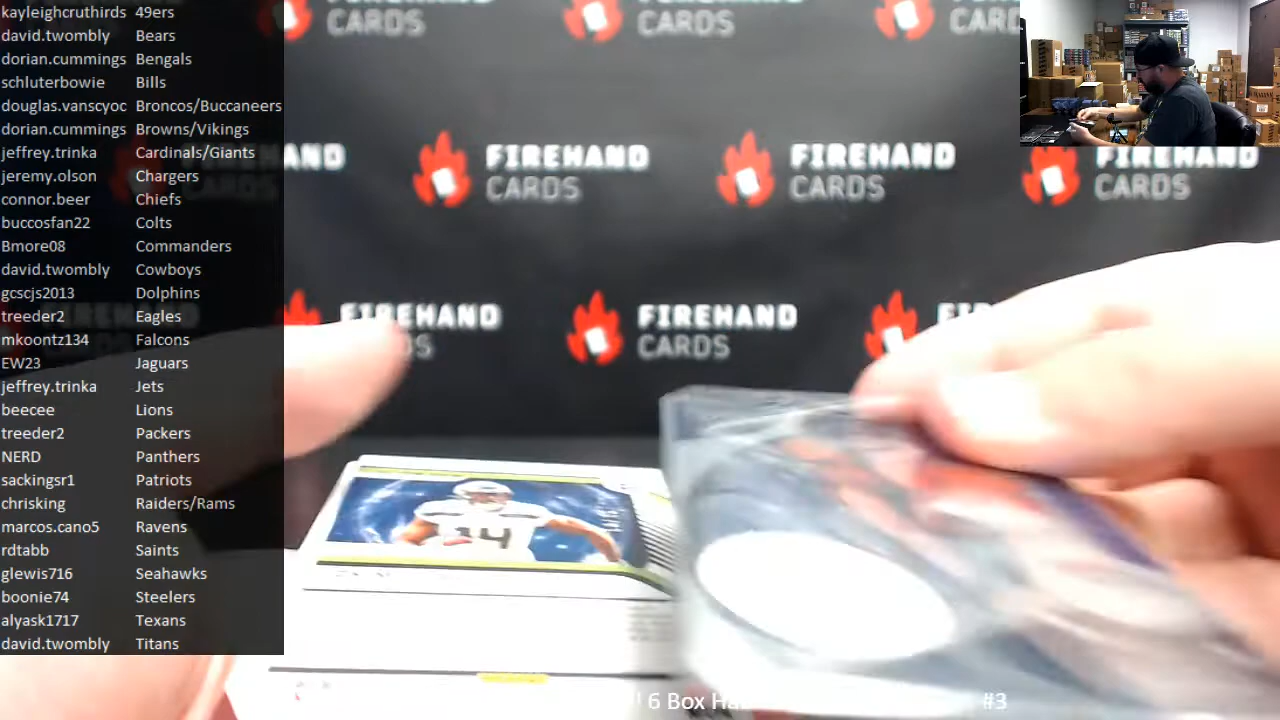 kayleighcruthirds 49ers
david.twombly Bears
dorian.cummings Bengals
schluterbowie Bills
douglas.vanscyoc Broncos/Buccaneers
dorian.cummings Browns/Vikings
jeffrey.trinka Cardinals/Giants
jeremy.olson Chargers
connor.beer Chiefs
buccosfan22 Colts
Bmore08 Commanders
david.twombly Cowboys
gcscjs2013 Dolphins
treeder2 Eagles
mkoontz134 Falcons
EW23 Jaguars
jeffrey.trinka Jets
beecee Lions
treeder2 Packers
NERD Panthers
sackingsr1 Patriots
chrisking Raiders/Rams
marcos.cano5 Ravens
rdtabb Saints
glewis716 Seahawks
boonie74 Steelers
alyask1717 Texans
david.twombly Titans
CARDS CARDS
FIREHAND FIREHAND FIREHAND
CARDS CARDS CARDS
FIREHAND FIREHAND
CARDS
14
6 Box #3